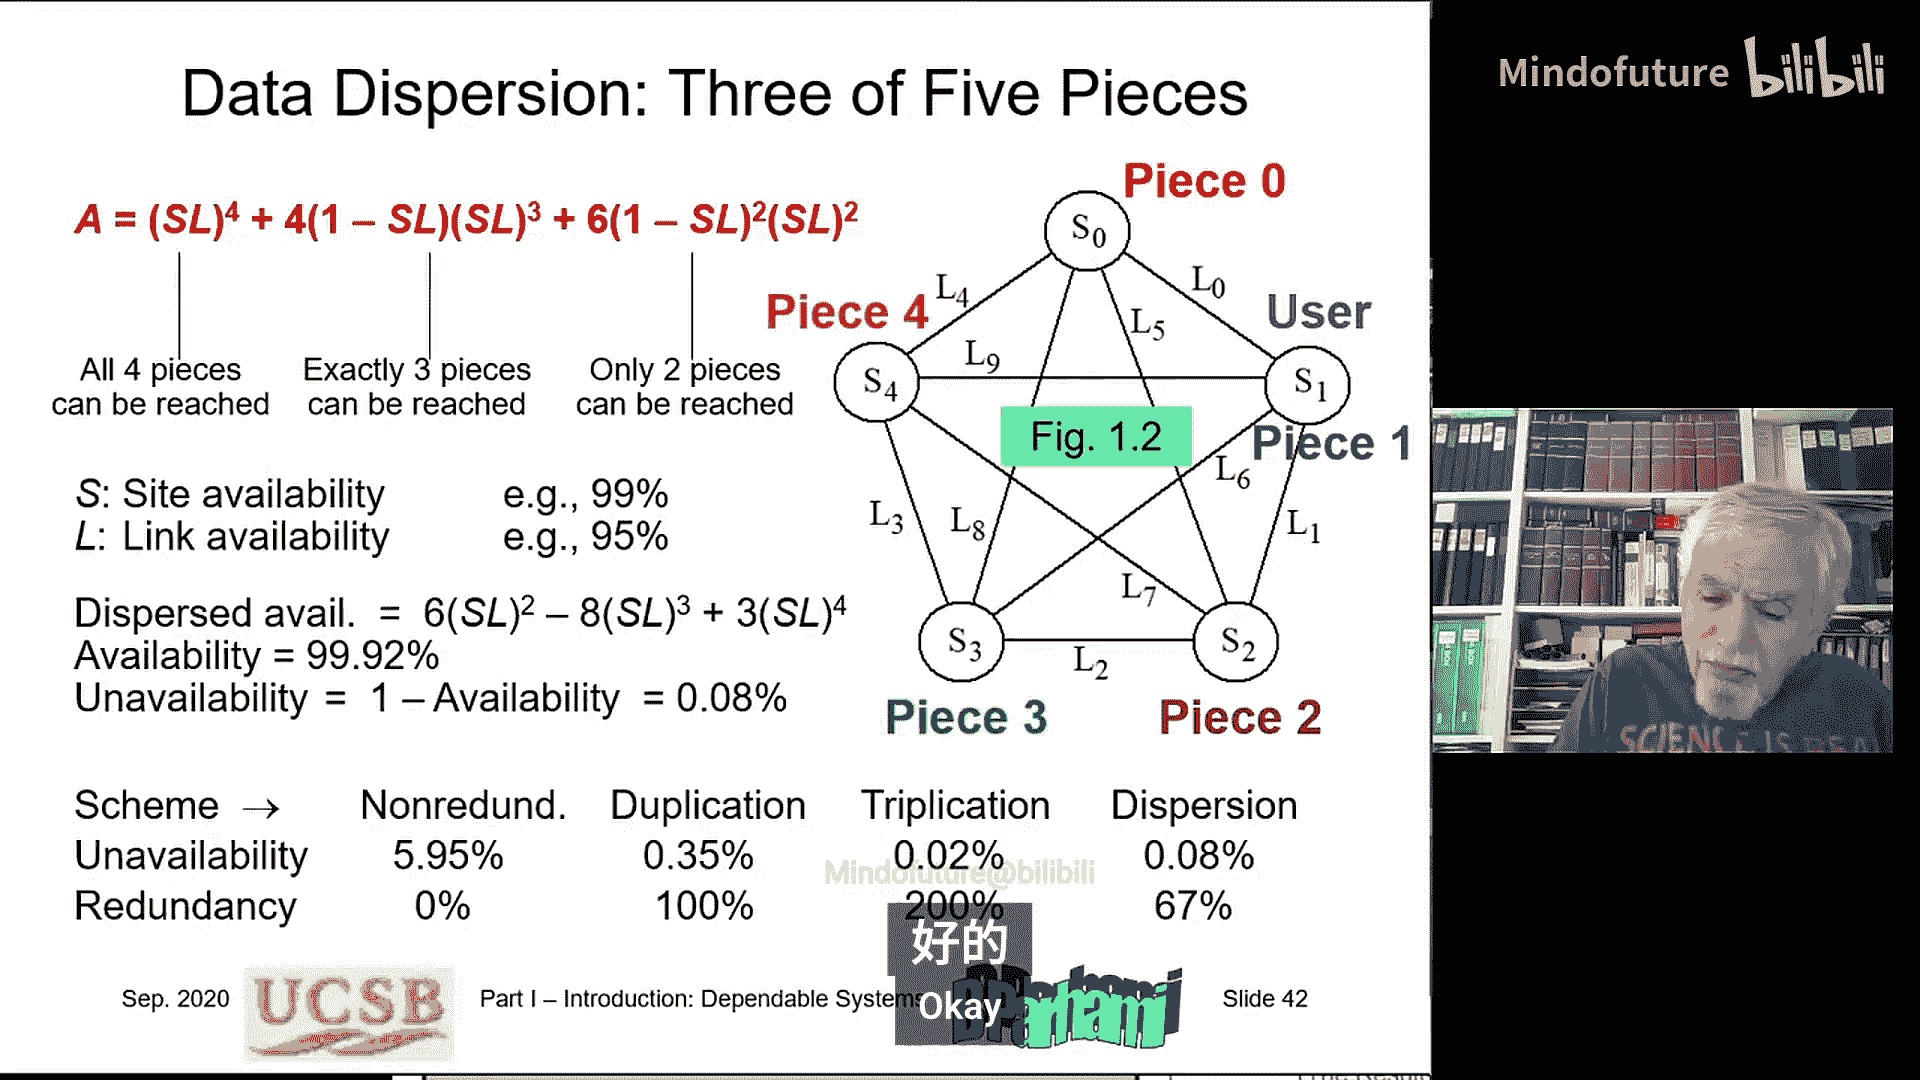 Data Dispersion: Three of Five Pieces
A = (SL)⁴ + 4(1 – SL)(SL)³ + 6(1 – SL)²(SL)²
All 4 pieces
can be reached
Exactly 3 pieces
can be reached
Only 2 pieces
can be reached
S: Site availability e.g., 99%
L: Link availability e.g., 95%
Dispersed avail. = 6(SL)² – 8(SL)³ + 3(SL)⁴
Availability = 99.92%
Unavailability = 1 – Availability = 0.08%
Piece 0
S₀
L₄
L₀
Piece 4
User
L₅
L₉
S₄
S₁
Fig. 1.2
Piece 1
L₆
L₃
L₈
L₁
L₇
S₃
S₂
L₂
Piece 3
Piece 2
Scheme → Nonredund. Duplication Triplication Dispersion
Unavailability 5.95% 0.35% 0.02% 0.08%
Mindofuture@bilibili
Redundancy 0% 100% 200% 67%
好的
Okay
Sep. 2020
UCSB
Part I – Introduction: Dependable Systems
B. Parhami
Slide 42
Mindofuture bilibili
SCIENCE IS REA